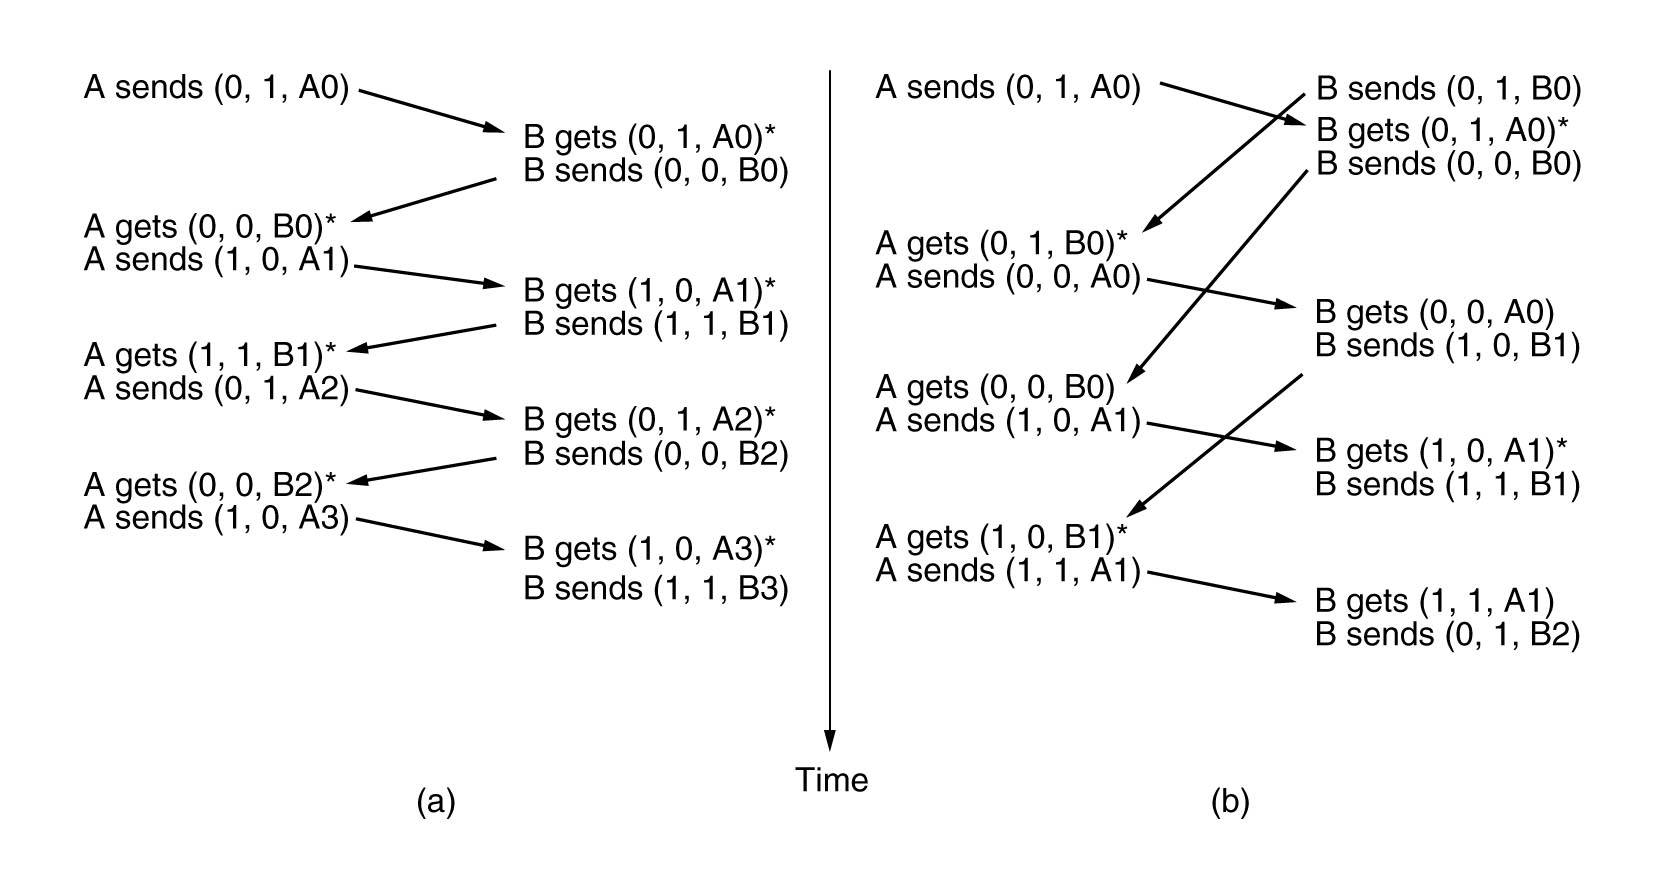 A sends (0, 1, A0)
B gets (0, 1, A0)*
B sends (0, 0, B0)
A gets (0, 0, B0)*
A sends (1, 0, A1)
B gets (1, 0, A1)*
B sends (1, 1, B1)
A gets (1, 1, B1)*
A sends (0, 1, A2)
B gets (0, 1, A2)*
B sends (0, 0, B2)
A gets (0, 0, B2)*
A sends (1, 0, A3)
B gets (1, 0, A3)*
B sends (1, 1, B3)
(a)
Time
A sends (0, 1, A0)
B sends (0, 1, B0)
B gets (0, 1, A0)*
B sends (0, 0, B0)
A gets (0, 1, B0)*
A sends (0, 0, A0)
B gets (0, 0, A0)
B sends (1, 0, B1)
A gets (0, 0, B0)
A sends (1, 0, A1)
B gets (1, 0, A1)*
B sends (1, 1, B1)
A gets (1, 0, B1)*
A sends (1, 1, A1)
B gets (1, 1, A1)
B sends (0, 1, B2)
(b)